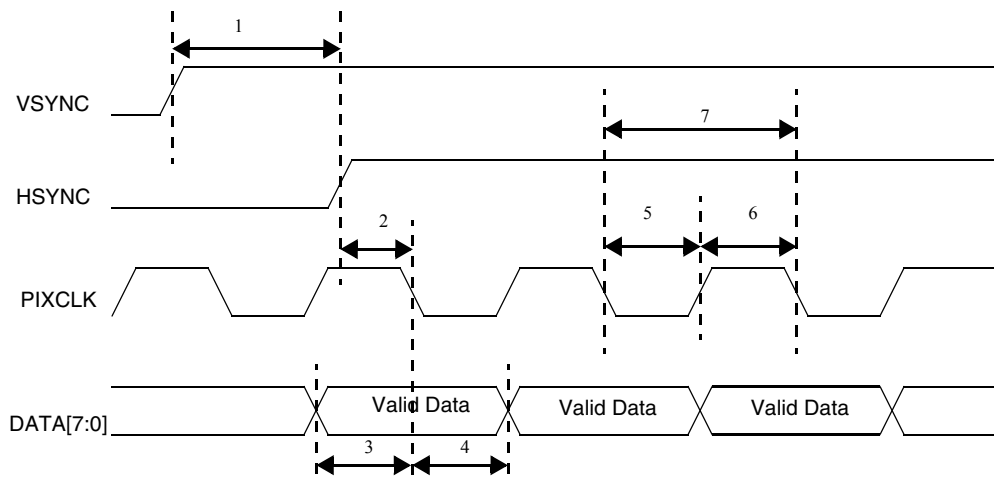 1
VSYNC
7
HSYNC
2
5
6
PIXCLK
Valid Data
Valid Data
Valid Data
DATA[7:0]
3
4